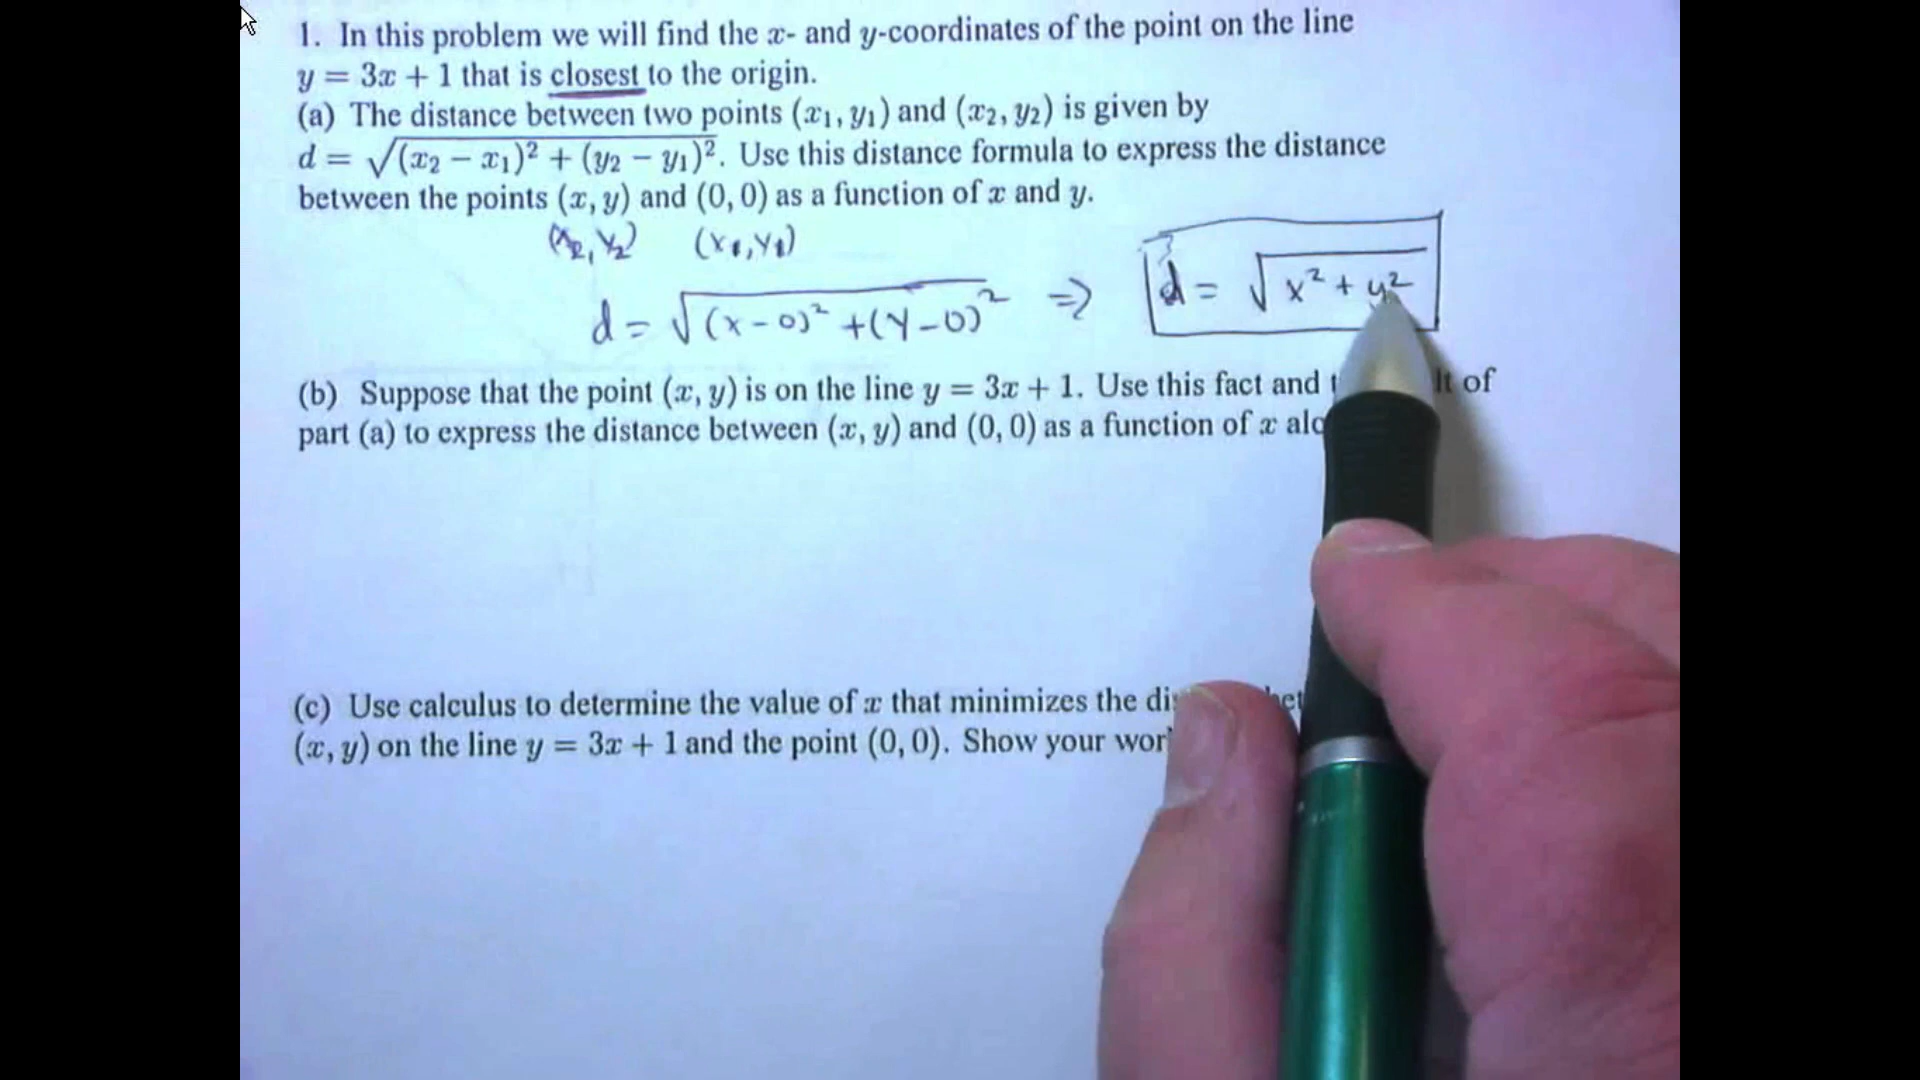 1. In this problem we will find the x- and y-coordinates of the point on the line
y = 3x + 1 that is closest to the origin.
(a) The distance between two points (x₁, y₁) and (x₂, y₂) is given by
d = √(x₂ − x₁)² + (y₂ − y₁)². Use this distance formula to express the distance
between the points (x, y) and (0, 0) as a function of x and y.
(x₂, y₂) (x₁, y₁)
d = √(x-0)² + (y-0)² ⇒ d = √x² + y²
(b) Suppose that the point (x, y) is on the line y = 3x + 1. Use this fact and of
part (a) to express the distance between (x, y) and (0, 0) as a function of x
(c) Use calculus to determine the value of x that minimizes the
(x, y) on the line y = 3x + 1 and the point (0, 0). Show your